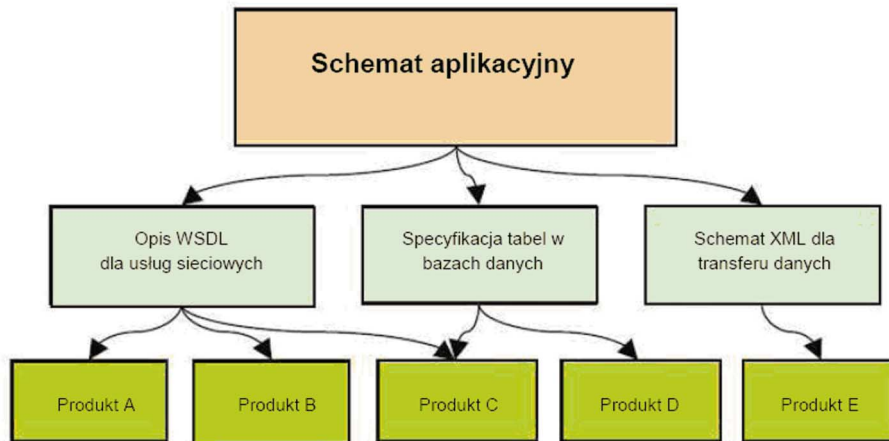 Schemat aplikacyjny
Opis WSDL
dla usług sieciowych
Specyfikacja tabel w
bazach danych
Schemat XML dla
transferu danych
Produkt A
Produkt B
Produkt C
Produkt D
Produkt E